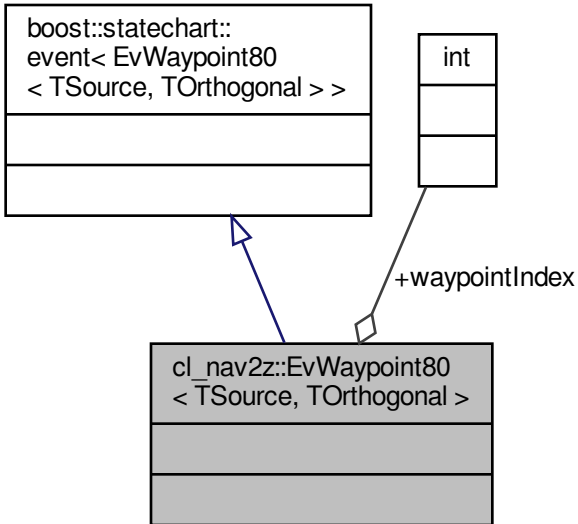 boost::statechart::
event< EvWaypoint80
< TSource, TOrthogonal > >
int
+waypointIndex
cl_nav2z::EvWaypoint80
< TSource, TOrthogonal >